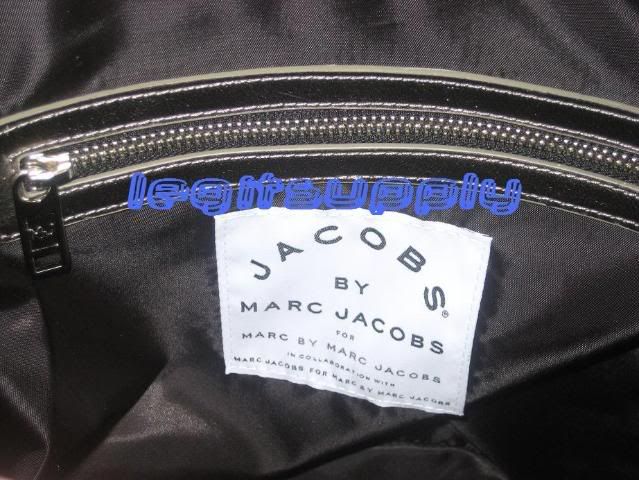 legitsupply
JACOBS®
BY
MARC JACOBS
FOR
MARC BY MARC JACOBS
IN COLLABORATION WITH
MARC JACOBS FOR MARC BY MARC JACOBS